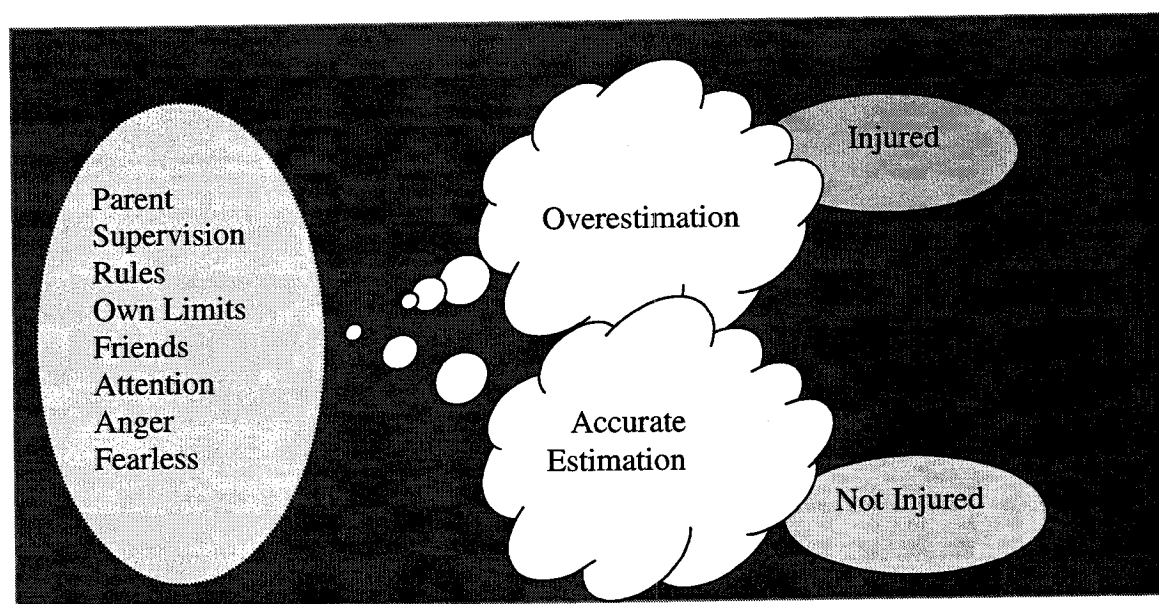 Parent
Supervision
Rules
Own Limits
Friends
Attention
Anger
Fearless
Overestimation
Injured
Accurate
Estimation
Not Injured